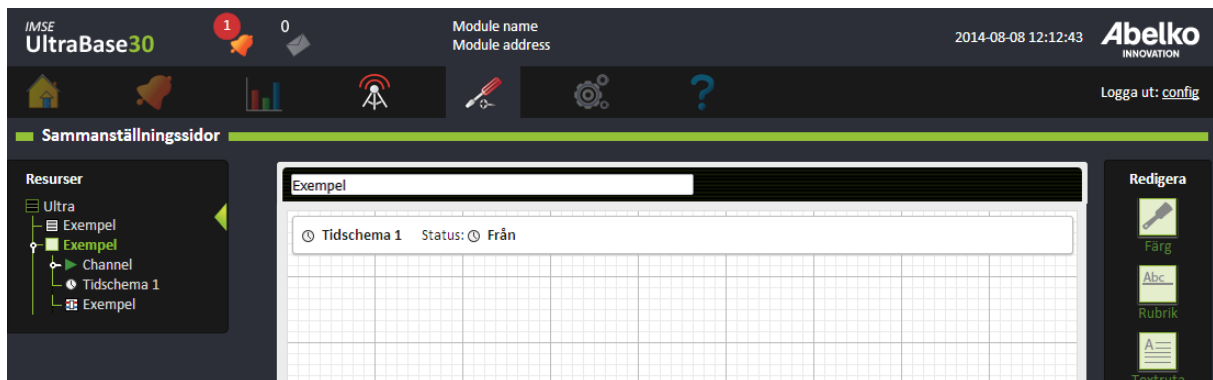 IMSE
UltraBase30
1
0
Module name
Module address
2014-08-08 12:12:43
Abelko
INNOVATION
Logga ut: config
Sammanställningssidor
Resurser
Ultra
Exempel
Exempel
Channel
Tidschema 1
Exempel
Exempel
Tidschema 1 Status: Från
Redigera
Färg
Abc
Rubrik
A
Textruta